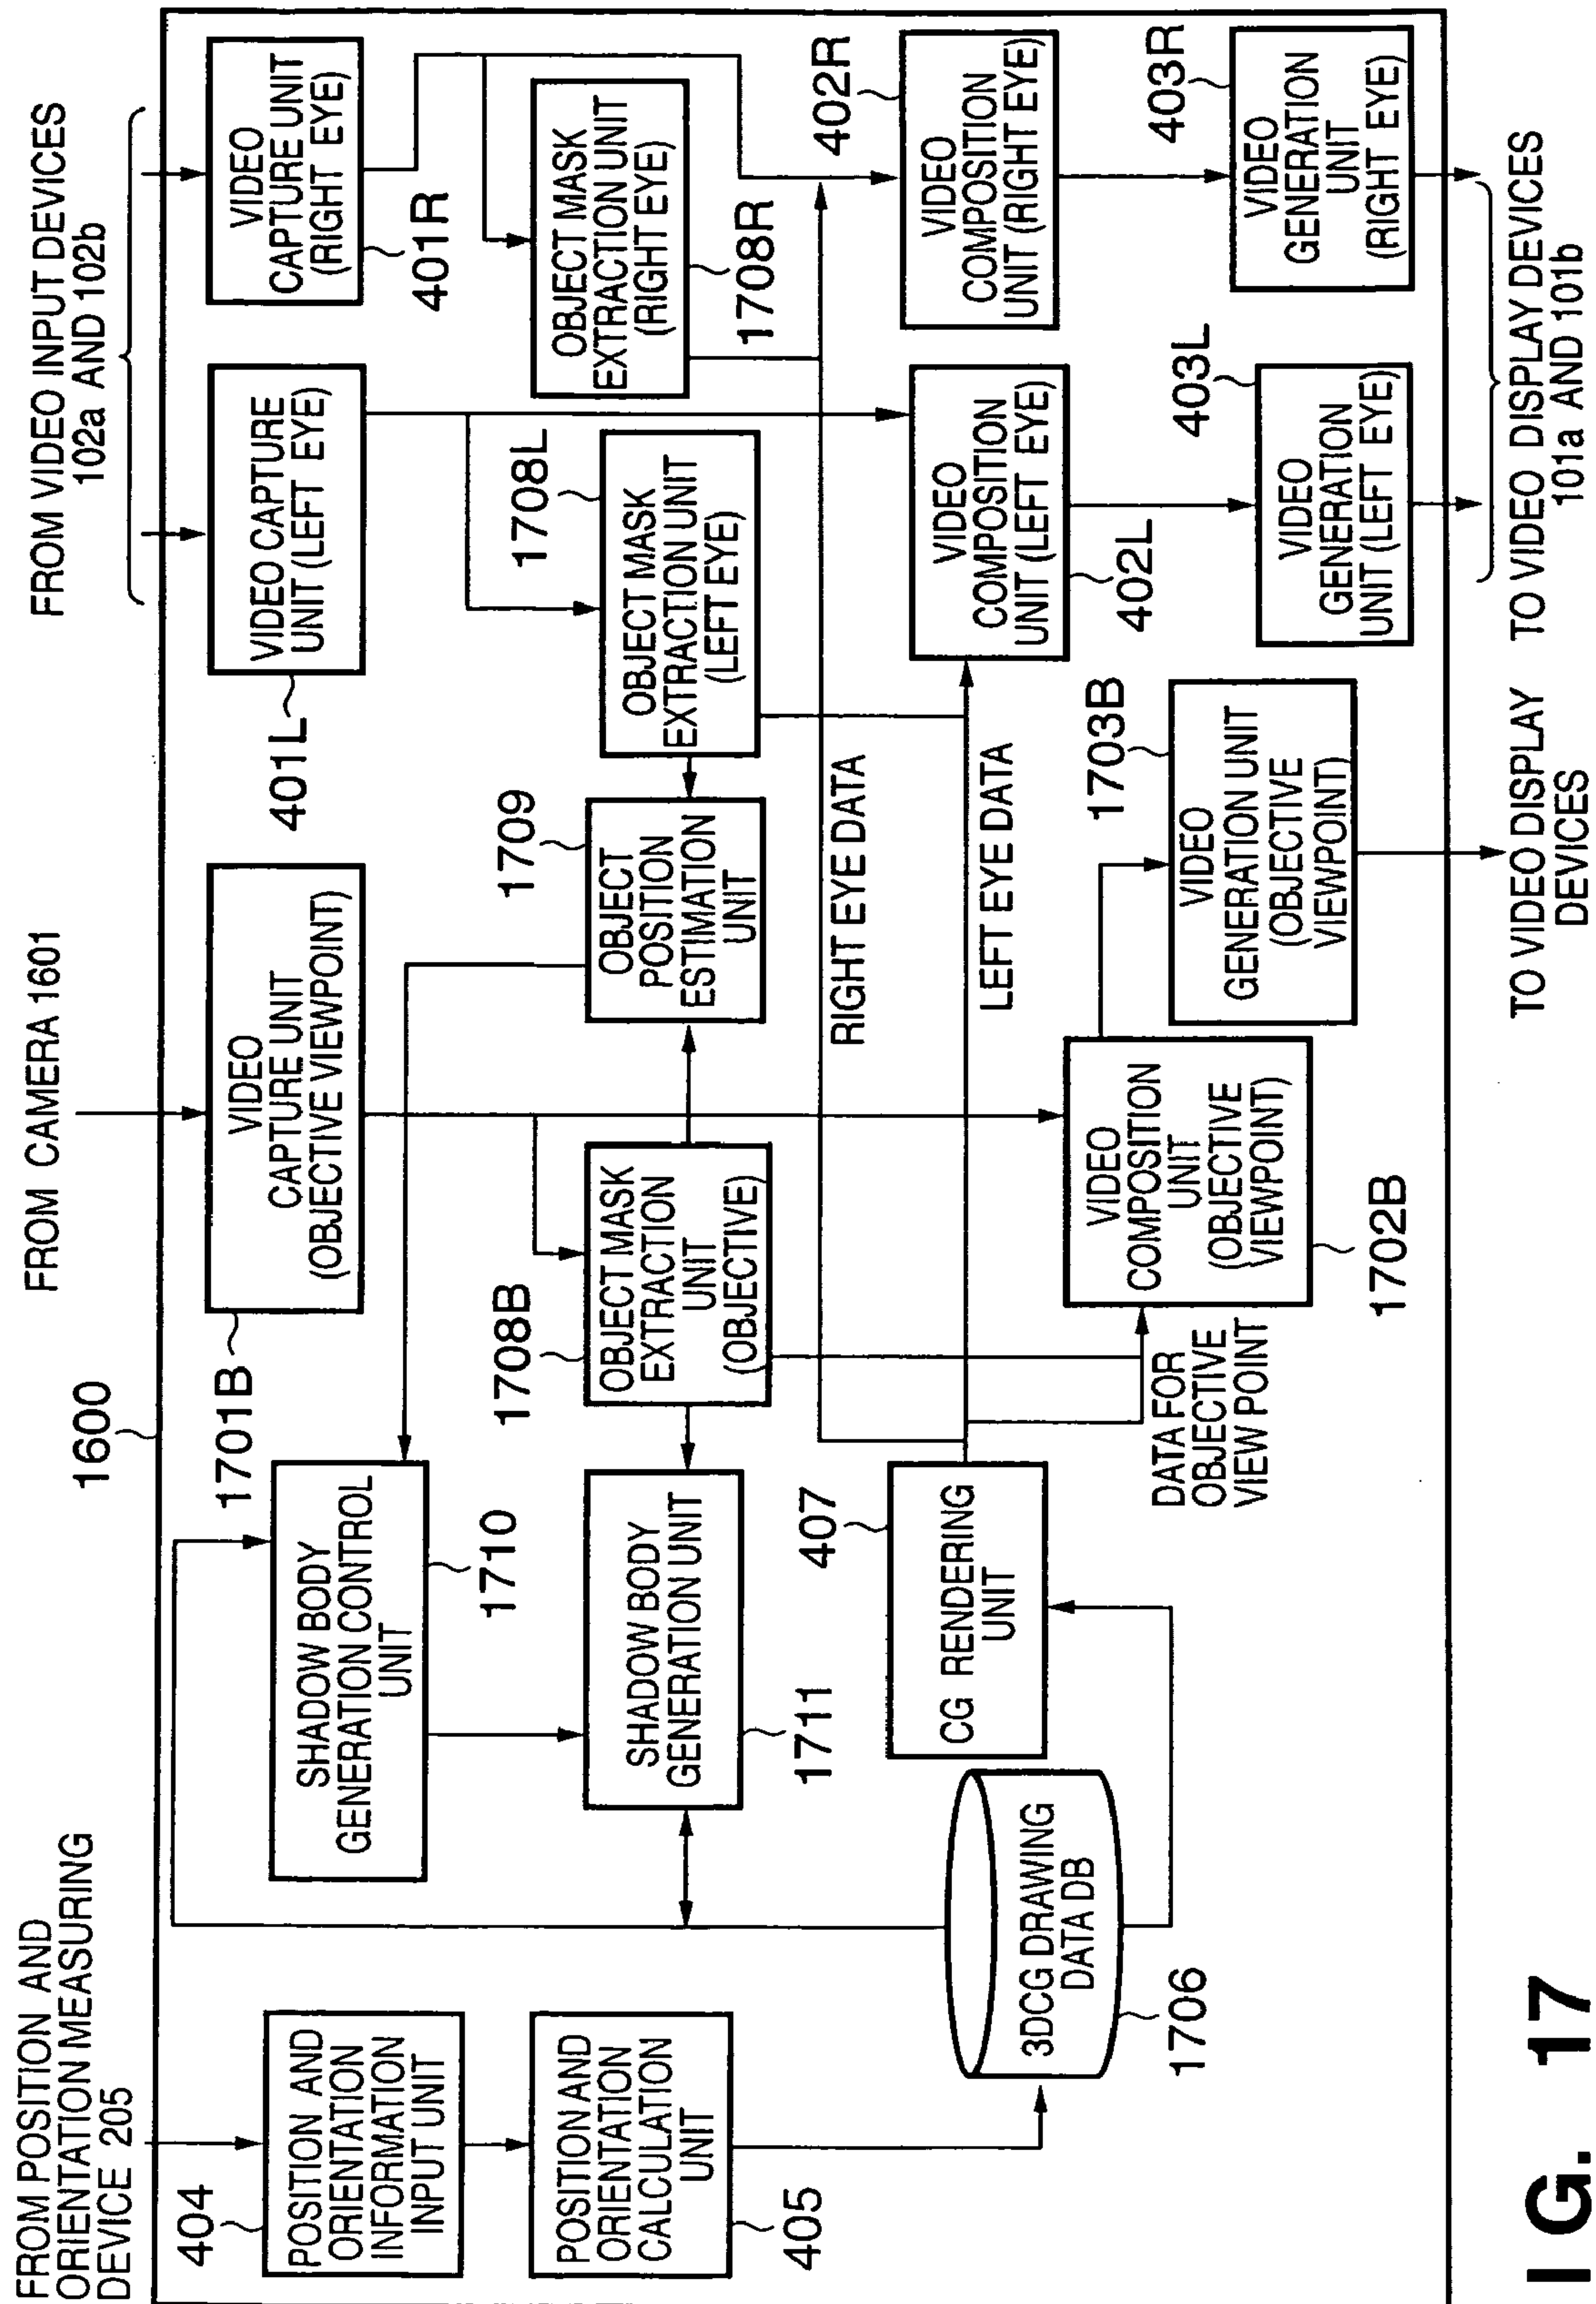 FROM POSITION AND
ORIENTATION MEASURING
DEVICE 205
FROM CAMERA 1601
FROM VIDEO INPUT DEVICES
102a AND 102b
1600
404
POSITION AND
ORIENTATION
INFORMATION
INPUT UNIT
SHADOW BODY
GENERATION CONTROL
UNIT
1710
1701B
VIDEO
CAPTURE UNIT
(OBJECTIVE VIEWPOINT)
401L
VIDEO CAPTURE
UNIT (LEFT EYE)
VIDEO
CAPTURE UNIT
(RIGHT EYE)
401R
POSITION AND
ORIENTATION
CALCULATION
UNIT
405
SHADOW BODY
GENERATION UNIT
1711
1708B
OBJECT MASK
EXTRACTION
UNIT
(OBJECTIVE)
1709
OBJECT
POSITION
ESTIMATION
UNIT
1708L
OBJECT MASK
EXTRACTION UNIT
(LEFT EYE)
OBJECT MASK
EXTRACTION UNIT
(RIGHT EYE)
1708R
RIGHT EYE DATA
LEFT EYE DATA
3DCG DRAWING
DATA DB
1706
407
CG RENDERING
UNIT
DATA FOR
OBJECTIVE
VIEW POINT
VIDEO
COMPOSITION
UNIT
(OBJECTIVE
VIEWPOINT)
1702B
VIDEO
COMPOSITION
UNIT (LEFT EYE)
402L
402R
VIDEO
COMPOSITION
UNIT (RIGHT EYE)
1703B
VIDEO
GENERATION UNIT
(OBJECTIVE
VIEWPOINT)
403L
VIDEO
GENERATION
UNIT (LEFT EYE)
403R
VIDEO
GENERATION
UNIT
(RIGHT EYE)
TO VIDEO DISPLAY
DEVICES
TO VIDEO DISPLAY DEVICES
101a AND 101b
IG. 17